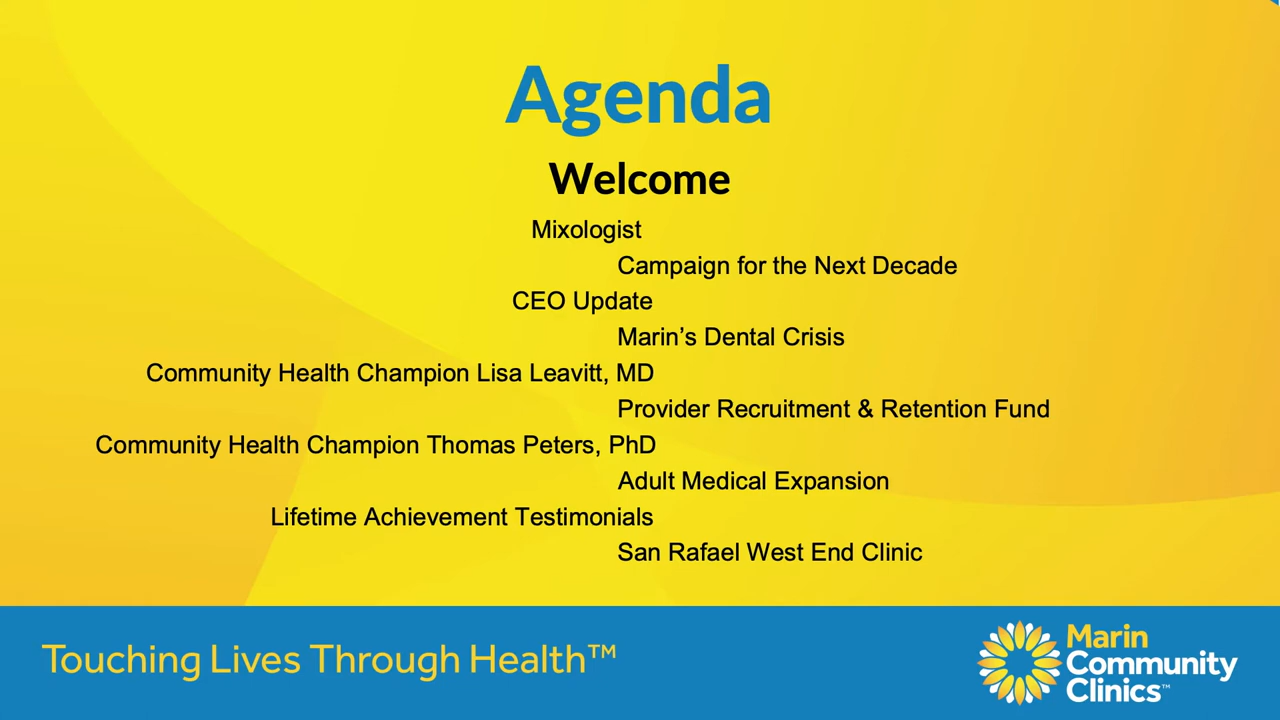 Agenda
Welcome
Mixologist
Campaign for the Next Decade
CEO Update
Marin’s Dental Crisis
Community Health Champion Lisa Leavitt, MD
Provider Recruitment & Retention Fund
Community Health Champion Thomas Peters, PhD
Adult Medical Expansion
Lifetime Achievement Testimonials
San Rafael West End Clinic
Touching Lives Through Health™
Marin
Community
Clinics™